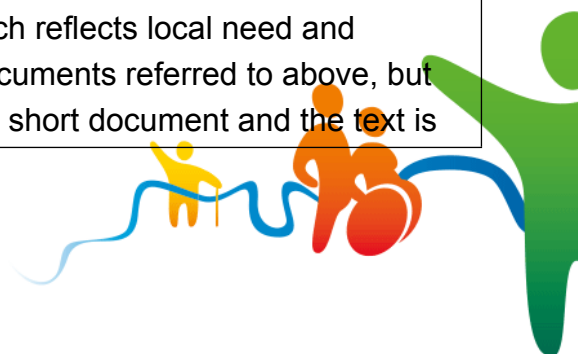 ch reflects local need and
cuments referred to above, but
short document and the text is